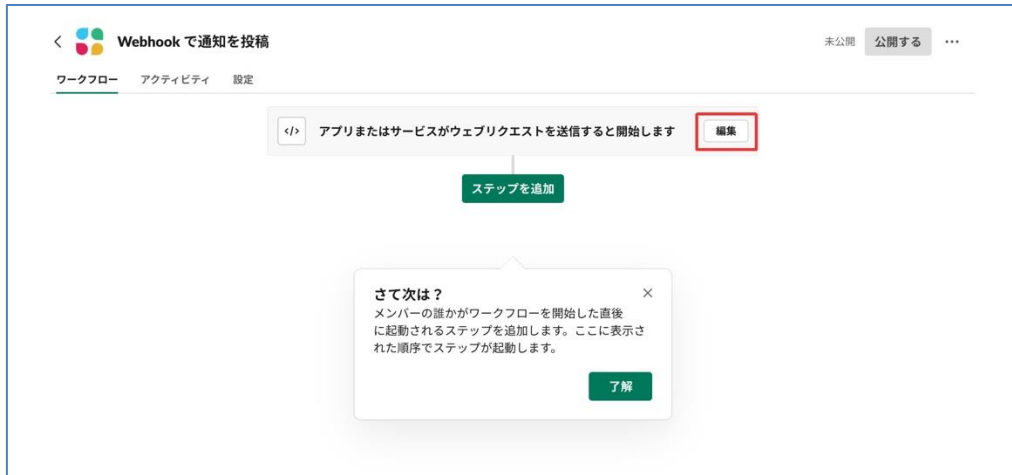 Webhook で通知を投稿
未公開 公開する
ワークフロー アクティビティ 設定
アプリまたはサービスがウェブリクエストを送信すると開始します 編集
ステップを追加
さて次は？
メンバーの誰かがワークフローを開始した直後
に起動されるステップを追加します。ここに表示さ
れた順序でステップが起動します。
了解